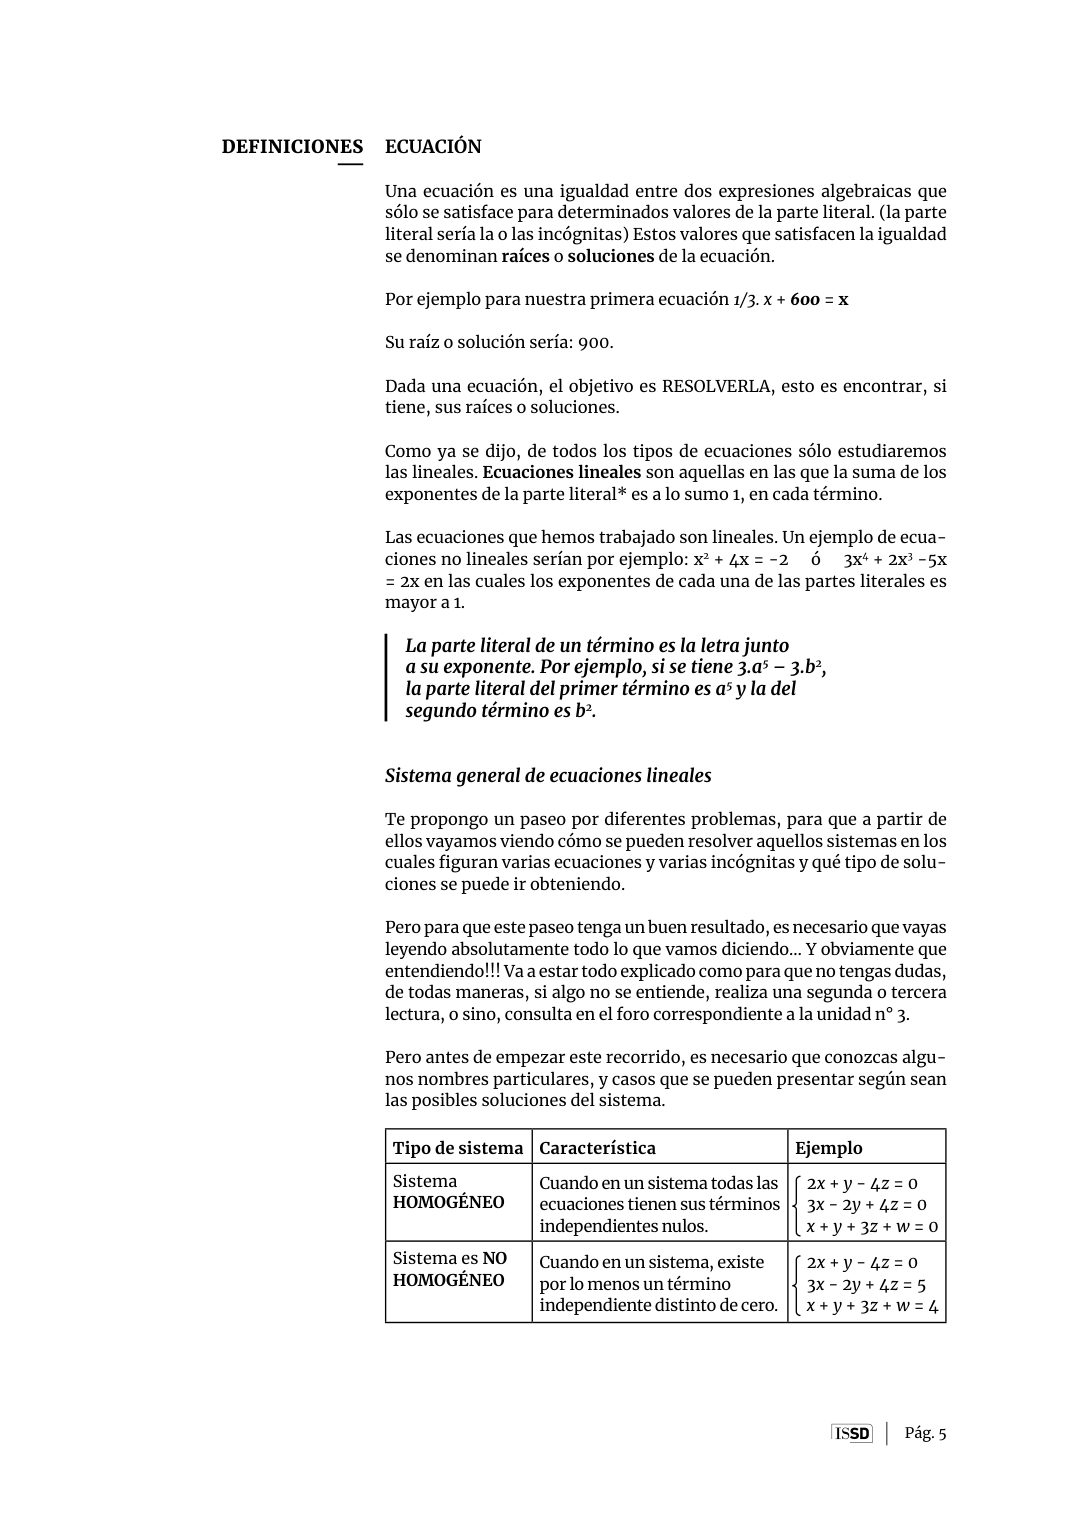 DEFINICIONES ECUACIÓN
Una ecuación es una igualdad entre dos expresiones algebraicas que
sólo se satisface para determinados valores de la parte literal. (la parte
literal sería la o las incógnitas) Estos valores que satisfacen la igualdad
se denominan raíces o soluciones de la ecuación.
Por ejemplo para nuestra primera ecuación 1/3. x + 600 = x
Su raíz o solución sería: 900.
Dada una ecuación, el objetivo es RESOLVERLA, esto es encontrar, si
tiene, sus raíces o soluciones.
Como ya se dijo, de todos los tipos de ecuaciones sólo estudiaremos
las lineales. Ecuaciones lineales son aquellas en las que la suma de los
exponentes de la parte literal* es a lo sumo 1, en cada término.
Las ecuaciones que hemos trabajado son lineales. Un ejemplo de ecua-
ciones no lineales serían por ejemplo: x² + 4x = -2 ó 3x⁴ + 2x³ -5x
= 2x en las cuales los exponentes de cada una de las partes literales es
mayor a 1.
La parte literal de un término es la letra junto
a su exponente. Por ejemplo, si se tiene 3.a⁵ – 3.b²,
la parte literal del primer término es a⁵ y la del
segundo término es b².
Sistema general de ecuaciones lineales
Te propongo un paseo por diferentes problemas, para que a partir de
ellos vayamos viendo cómo se pueden resolver aquellos sistemas en los
cuales figuran varias ecuaciones y varias incógnitas y qué tipo de solu-
ciones se puede ir obteniendo.
Pero para que este paseo tenga un buen resultado, es necesario que vayas
leyendo absolutamente todo lo que vamos diciendo... Y obviamente que
entendiendo!!! Va a estar todo explicado como para que no tengas dudas,
de todas maneras, si algo no se entiende, realiza una segunda o tercera
lectura, o sino, consulta en el foro correspondiente a la unidad n° 3.
Pero antes de empezar este recorrido, es necesario que conozcas algu-
nos nombres particulares, y casos que se pueden presentar según sean
las posibles soluciones del sistema.
Tipo de sistema Característica Ejemplo
Sistema
HOMOGÉNEO
Cuando en un sistema todas las
ecuaciones tienen sus términos
independientes nulos.
2x + y - 4z = 0
3x - 2y + 4z = 0
x + y + 3z + w = 0
Sistema es NO
HOMOGÉNEO
Cuando en un sistema, existe
por lo menos un término
independiente distinto de cero.
2x + y - 4z = 0
3x - 2y + 4z = 5
x + y + 3z + w = 4
ISSD Pág. 5